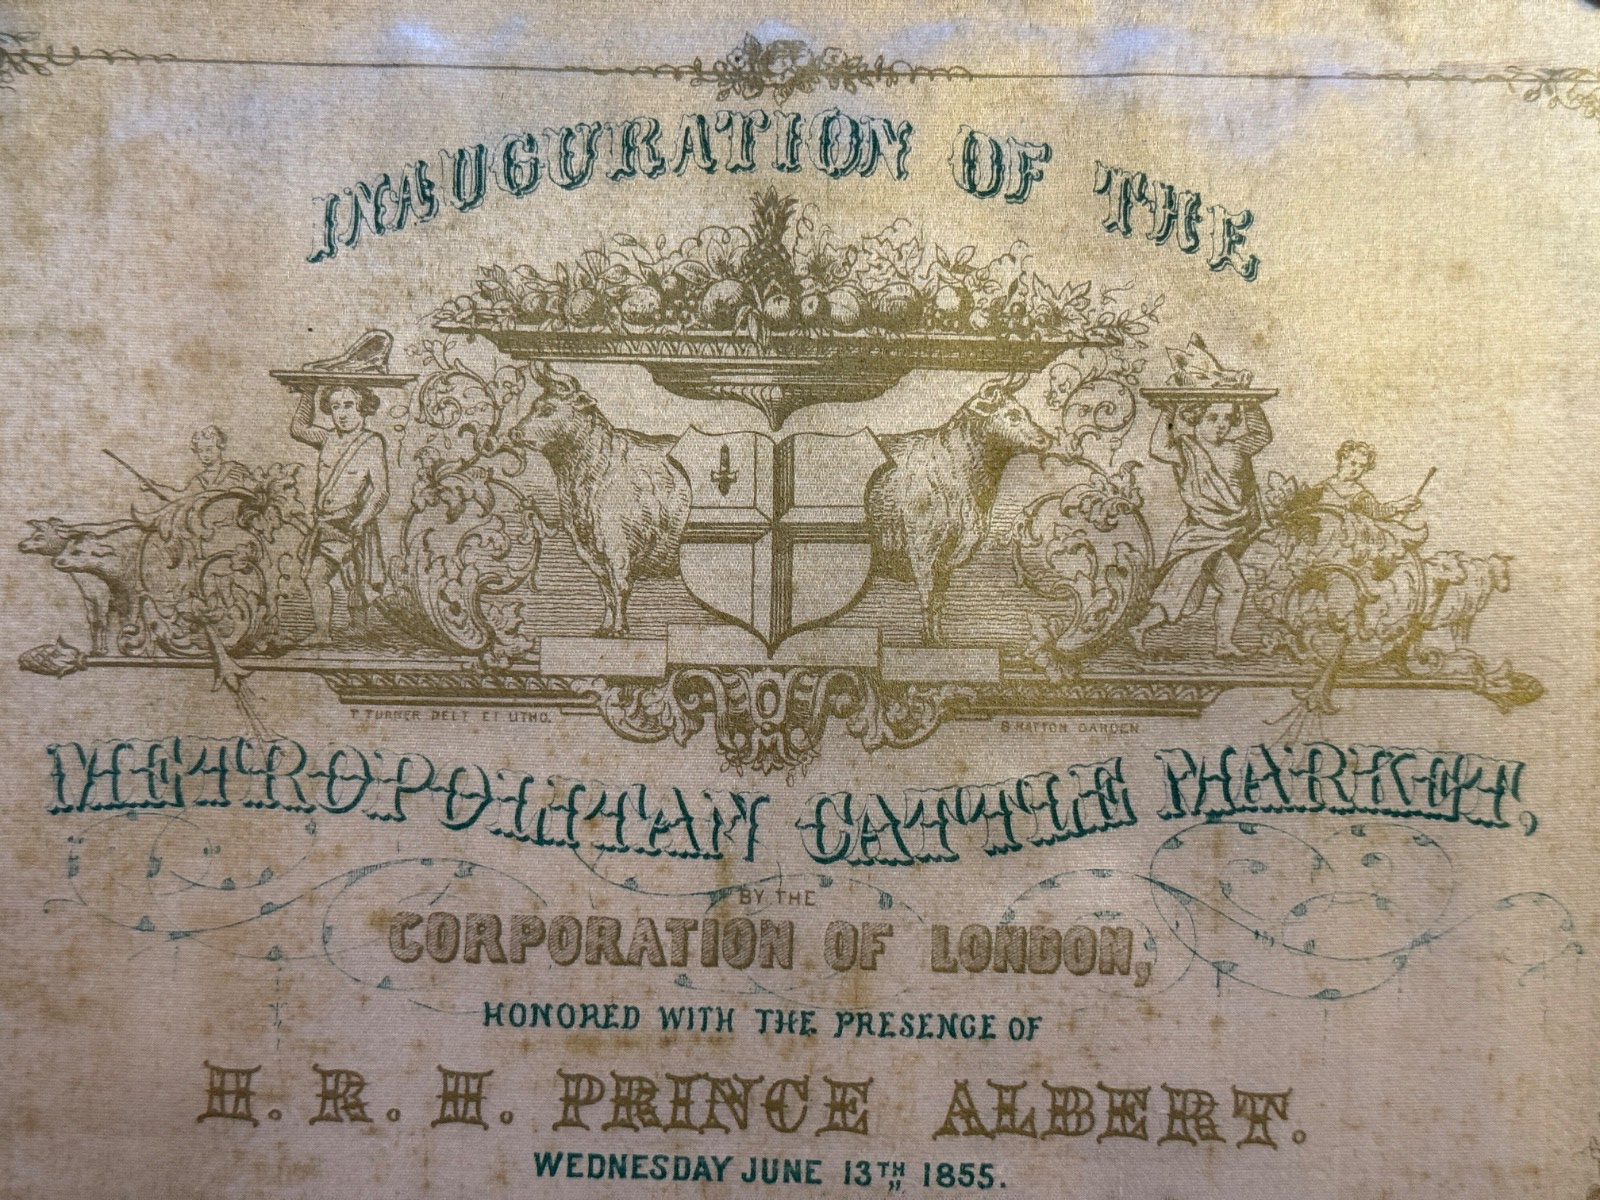 INAUGURATION OF THE
T. TURNER DELT ET LITHO.
8 HATTON GARDEN
METROPOLITAN CATTLE MARKET,
BY THE
CORPORATION OF LONDON,
HONORED WITH THE PRESENCE OF
H. R. H. PRINCE ALBERT.
WEDNESDAY JUNE 13TH,, 1855.